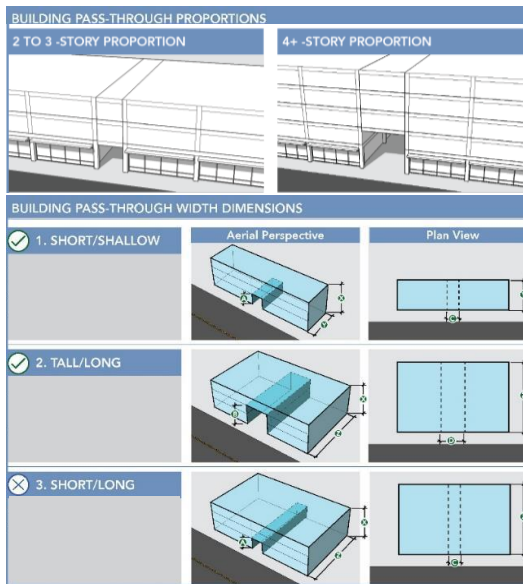 BUILDING PASS-THROUGH PROPORTIONS
2 TO 3 -STORY PROPORTION
4+ -STORY PROPORTION
BUILDING PASS-THROUGH WIDTH DIMENSIONS
1. SHORT/SHALLOW
Aerial Perspective
Plan View
A
X
Y
C
2. TALL/LONG
B
X
Z
D
3. SHORT/LONG
A
X
Z
C